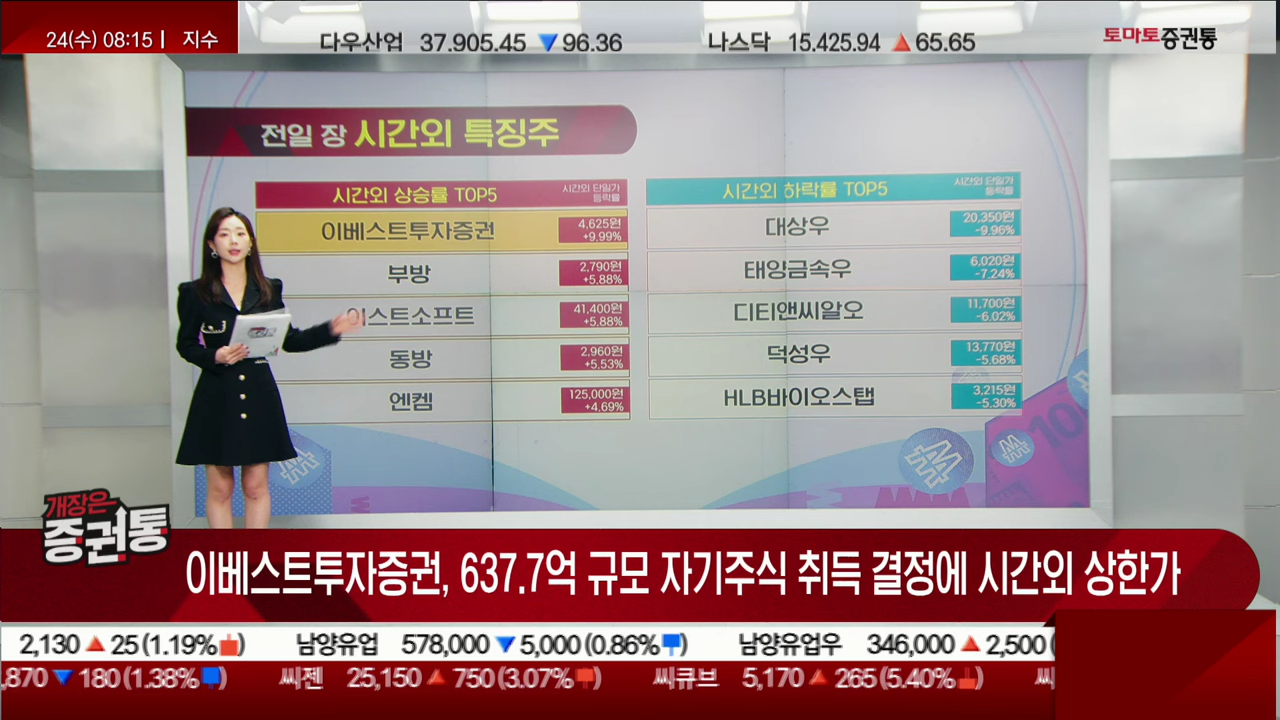 24(수) 08:15 | 지수
다우산업 37,905.45 ▼96.36 나스닥 15,425.94 ▲65.65
토마토증권통
전일 장 시간외 특징주
시간외 상승률 TOP5 시간외 단일가 등락률
이베스트투자증권 4,625원 +9.99%
부방 2,790원 +5.88%
이스트소프트 41,400원 +5.88%
동방 2,960원 +5.53%
엔켐 125,000원 +4.69%
시간외 하락률 TOP5 시간외 단일가 등락률
대상우 20,350원 -9.96%
태양금속우 6,020원 -7.24%
디티앤씨알오 11,700원 -6.02%
덕성우 13,770원 -5.68%
HLB바이오스탭 3,215원 -5.30%
10
개장은
증권통
이베스트투자증권, 637.7억 규모 자기주식 취득 결정에 시간외 상한가
2,130 ▲ 25(1.19%) 남양유업 578,000 ▼ 5,000(0.86%) 남양유업우 346,000 ▲ 2,500(
,870 ▼ 180(1.38%) 씨젠 25,150 ▲ 750(3.07%) 씨큐브 5,170 ▲ 265(5.40%) 씨